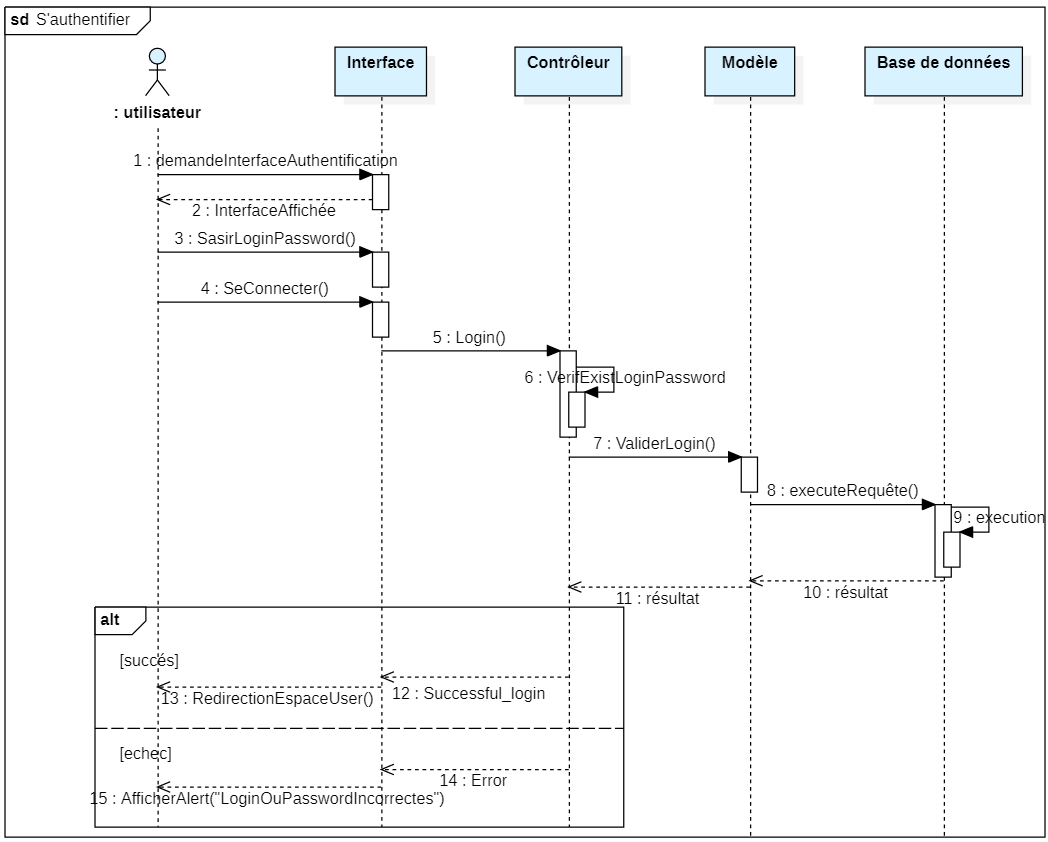 sd S'authentifier
: utilisateur
Interface
Contrôleur
Modèle
Base de données
1 : demandeInterfaceAuthentification
2 : InterfaceAffichée
3 : SasirLoginPassword()
4 : SeConnecter()
5 : Login()
6 : VerifExistLoginPassword
7 : ValiderLogin()
8 : executeRequête()
9 : execution
10 : résultat
11 : résultat
alt
[succés]
12 : Successful_login
13 : RedirectionEspaceUser()
[echec]
14 : Error
15 : AfficherAlert("LoginOuPasswordIncorrectes")